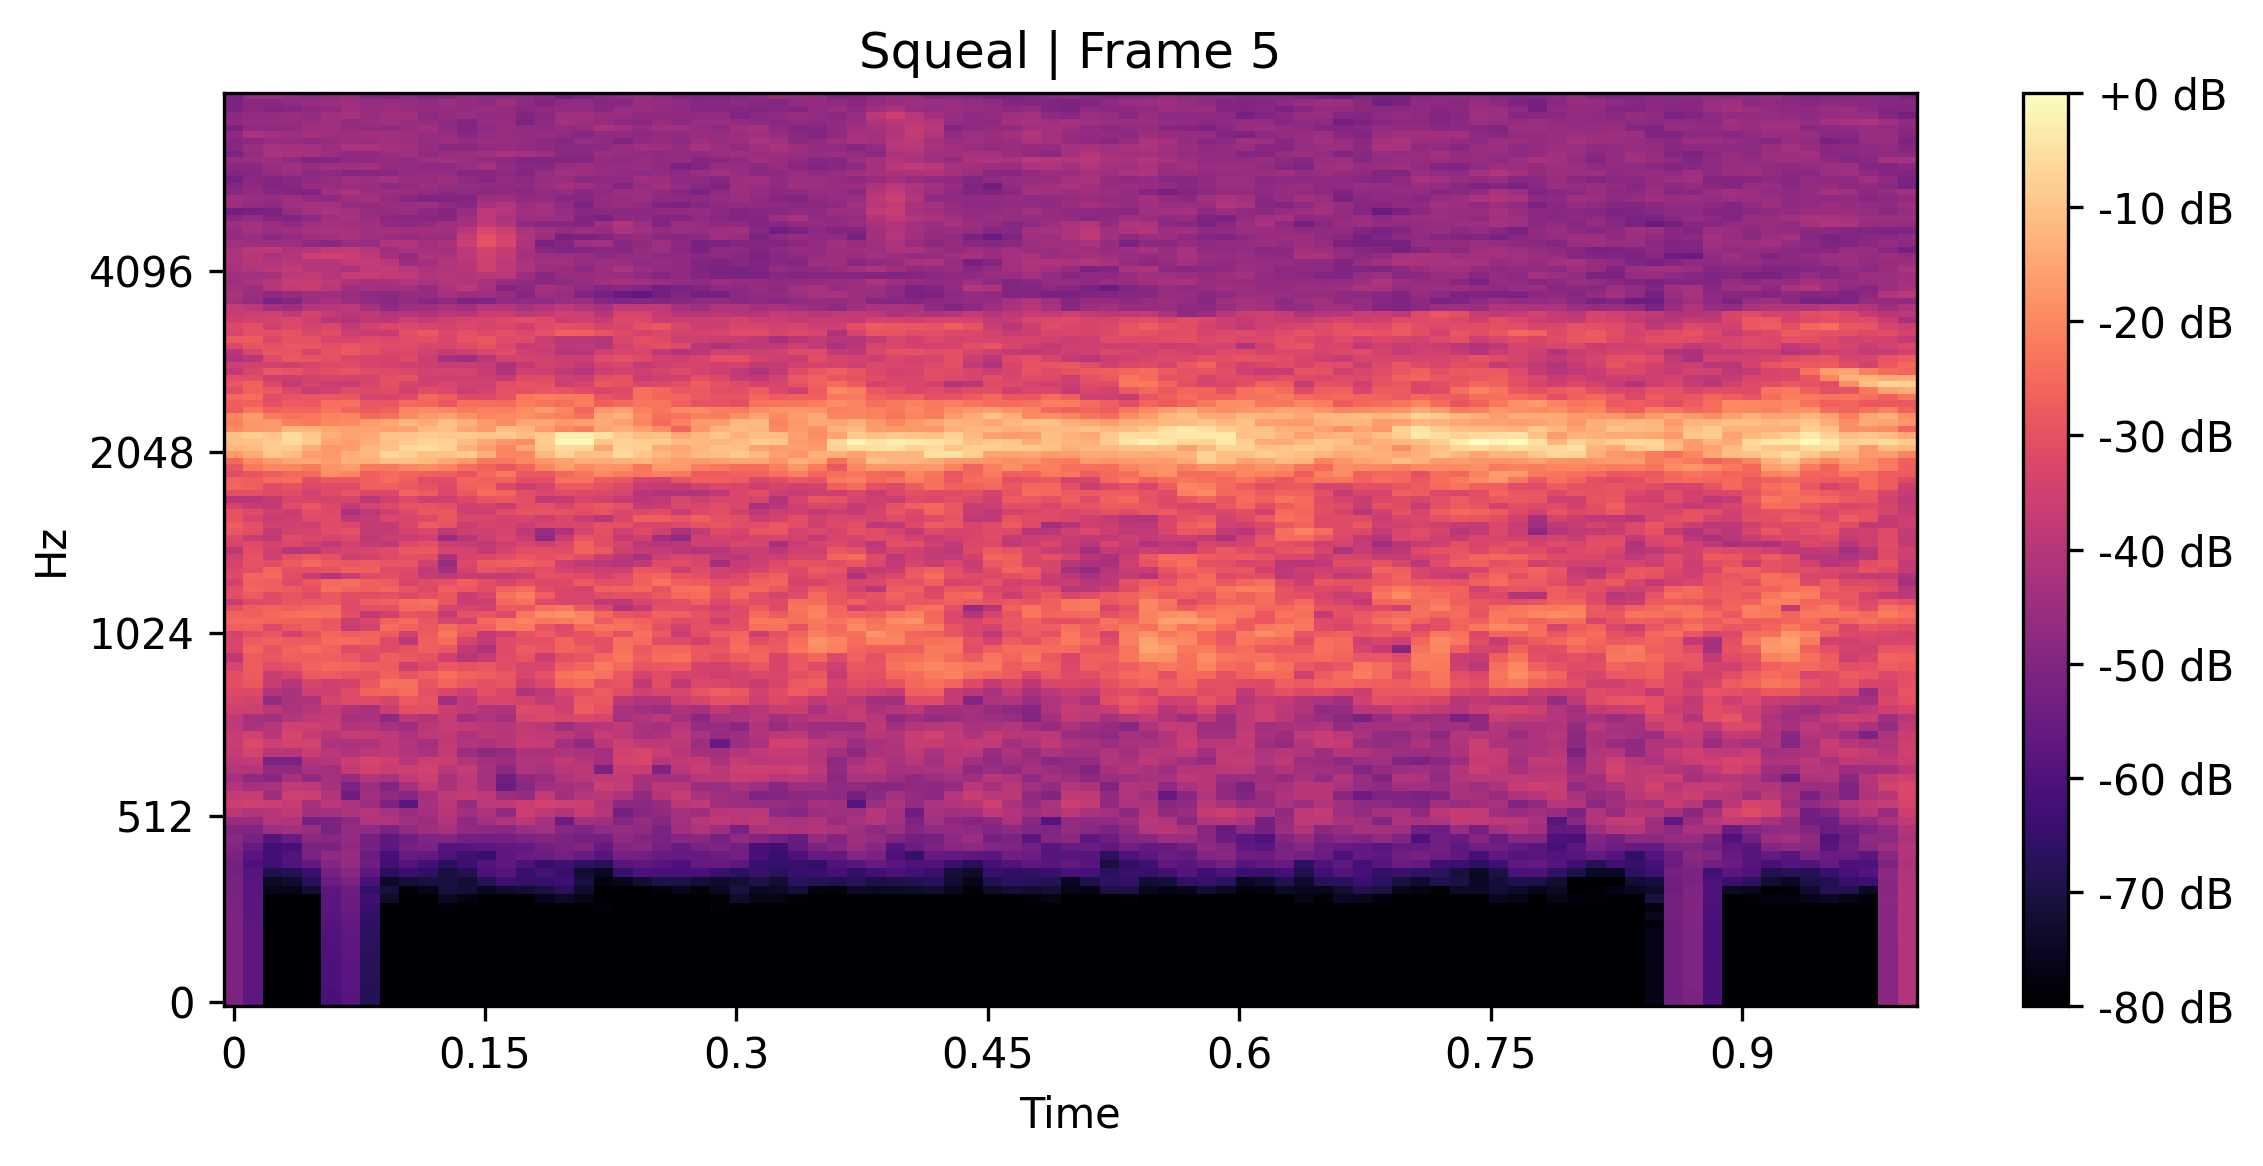 Squeal | Frame 5
Hz
4096
2048
1024
512
0
0 0.15 0.3 0.45 0.6 0.75 0.9
Time
+0 dB
-10 dB
-20 dB
-30 dB
-40 dB
-50 dB
-60 dB
-70 dB
-80 dB